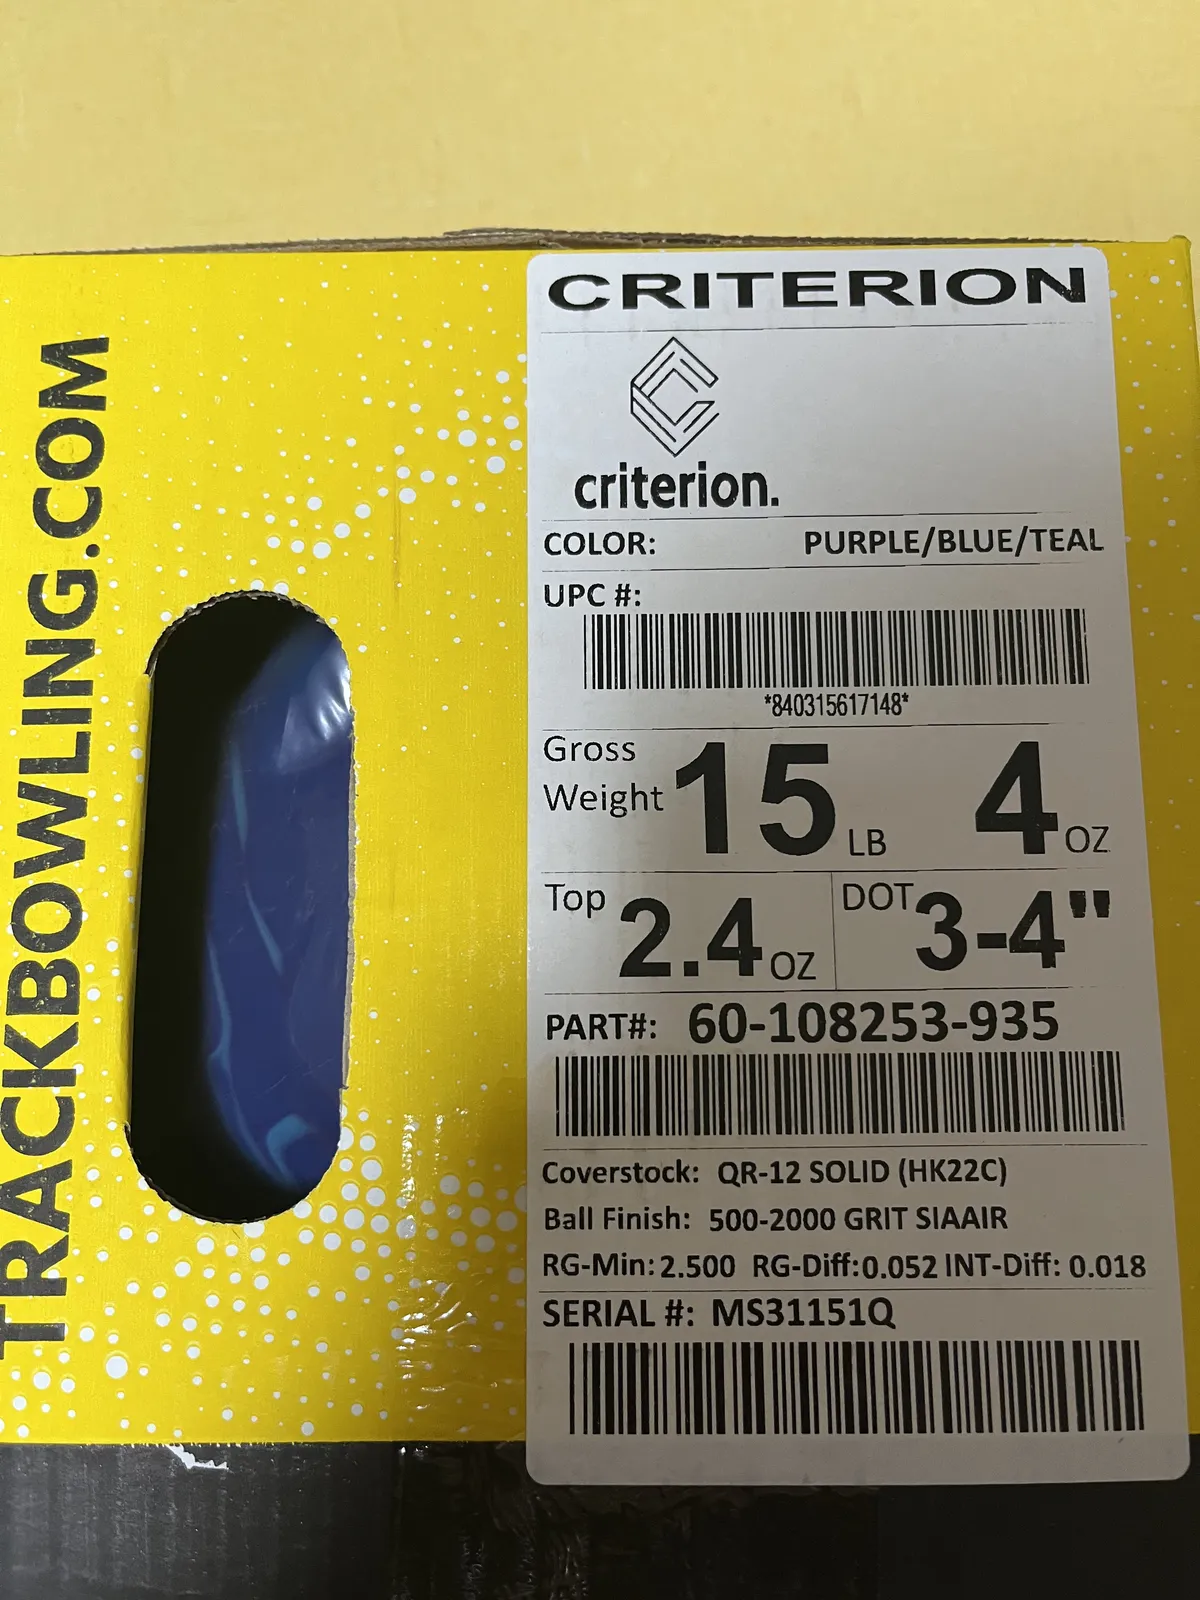 TRACKBOWLING.COM
CRITERION
criterion.
COLOR: PURPLE/BLUE/TEAL
UPC #:
*840315617148*
Gross Weight 15 LB 4 OZ
Top 2.4 OZ DOT 3-4"
PART#: 60-108253-935
Coverstock: QR-12 SOLID (HK22C)
Ball Finish: 500-2000 GRIT SIAAIR
RG-Min: 2.500 RG-Diff: 0.052 INT-Diff: 0.018
SERIAL #: MS31151Q